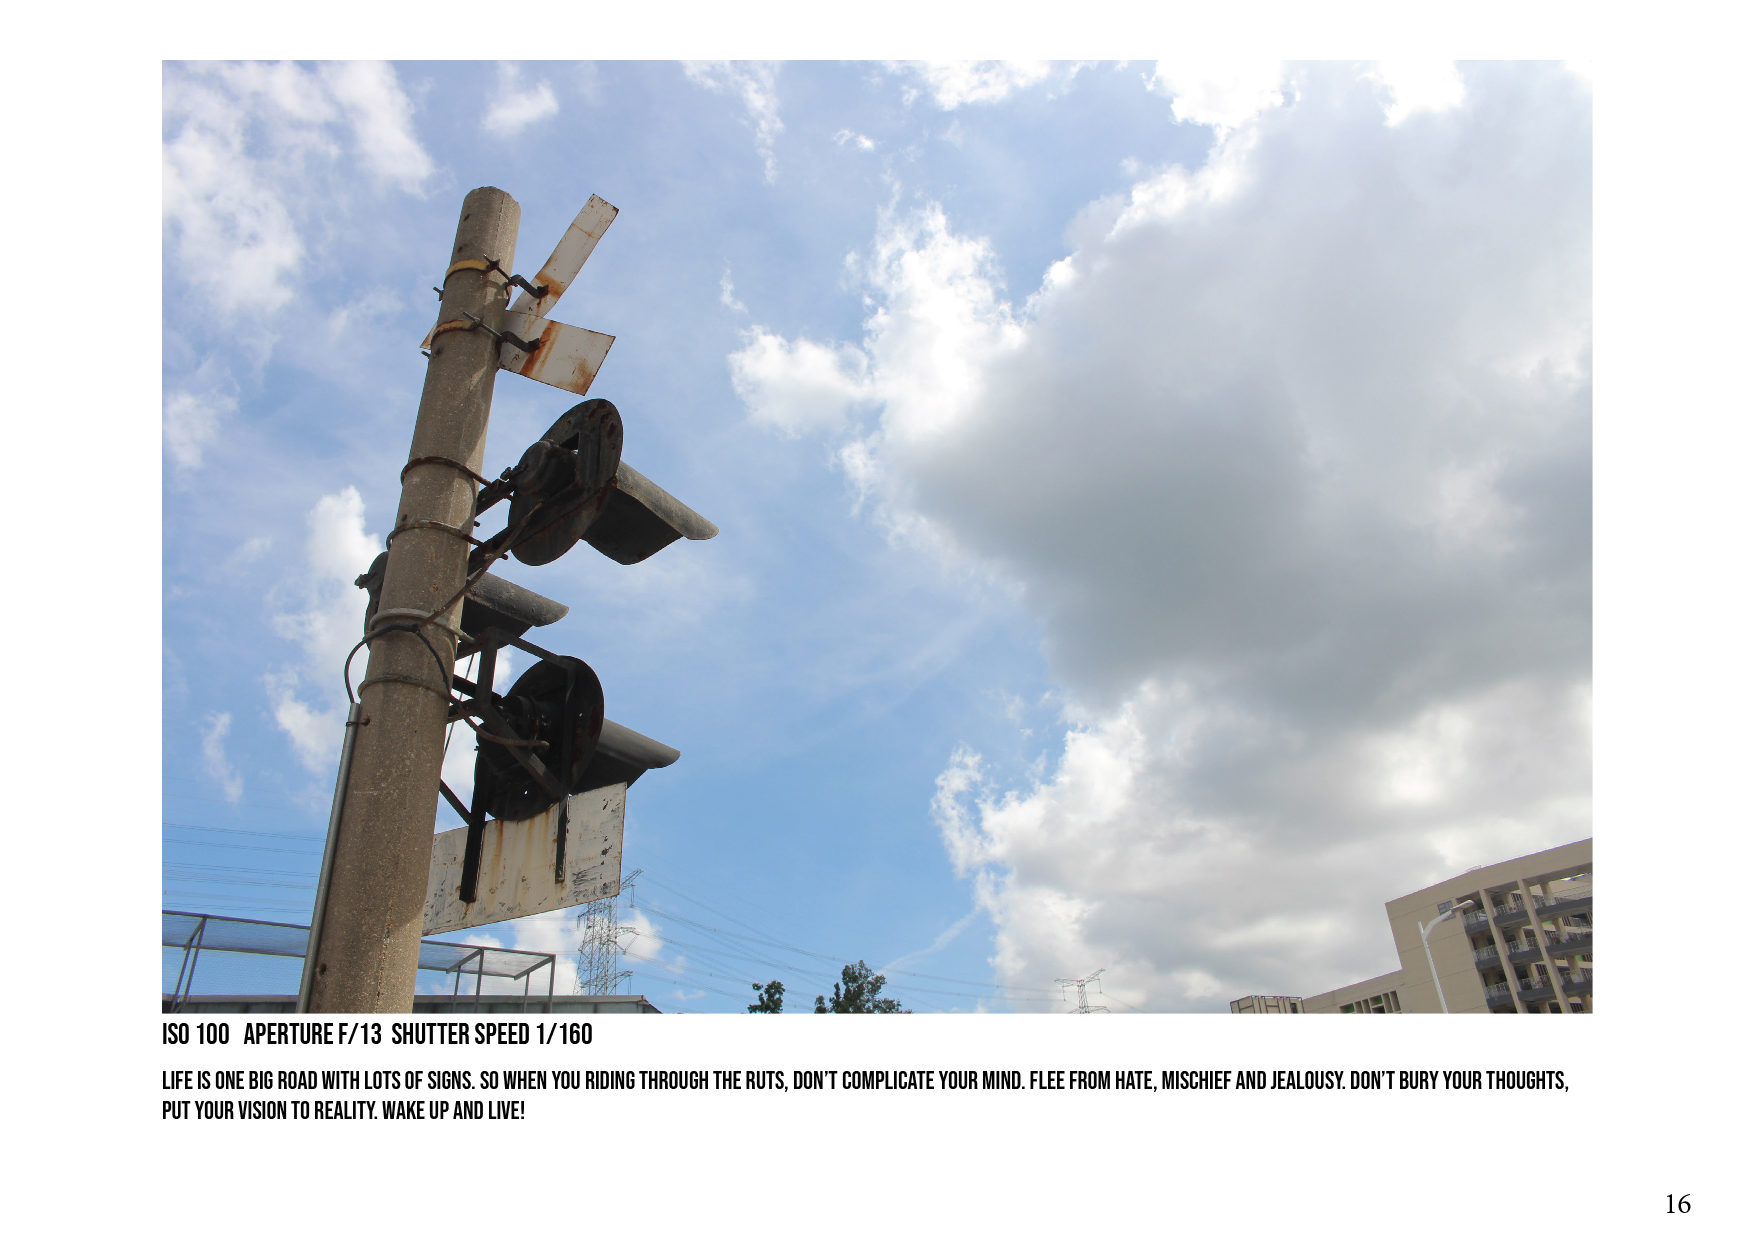 ISO 100 APERTURE F/13 SHUTTER SPEED 1/160
LIFE IS ONE BIG ROAD WITH LOTS OF SIGNS. SO WHEN YOU RIDING THROUGH THE RUTS, DON'T COMPLICATE YOUR MIND. FLEE FROM HATE, MISCHIEF AND JEALOUSY. DON'T BURY YOUR THOUGHTS,
PUT YOUR VISION TO REALITY. WAKE UP AND LIVE!
16